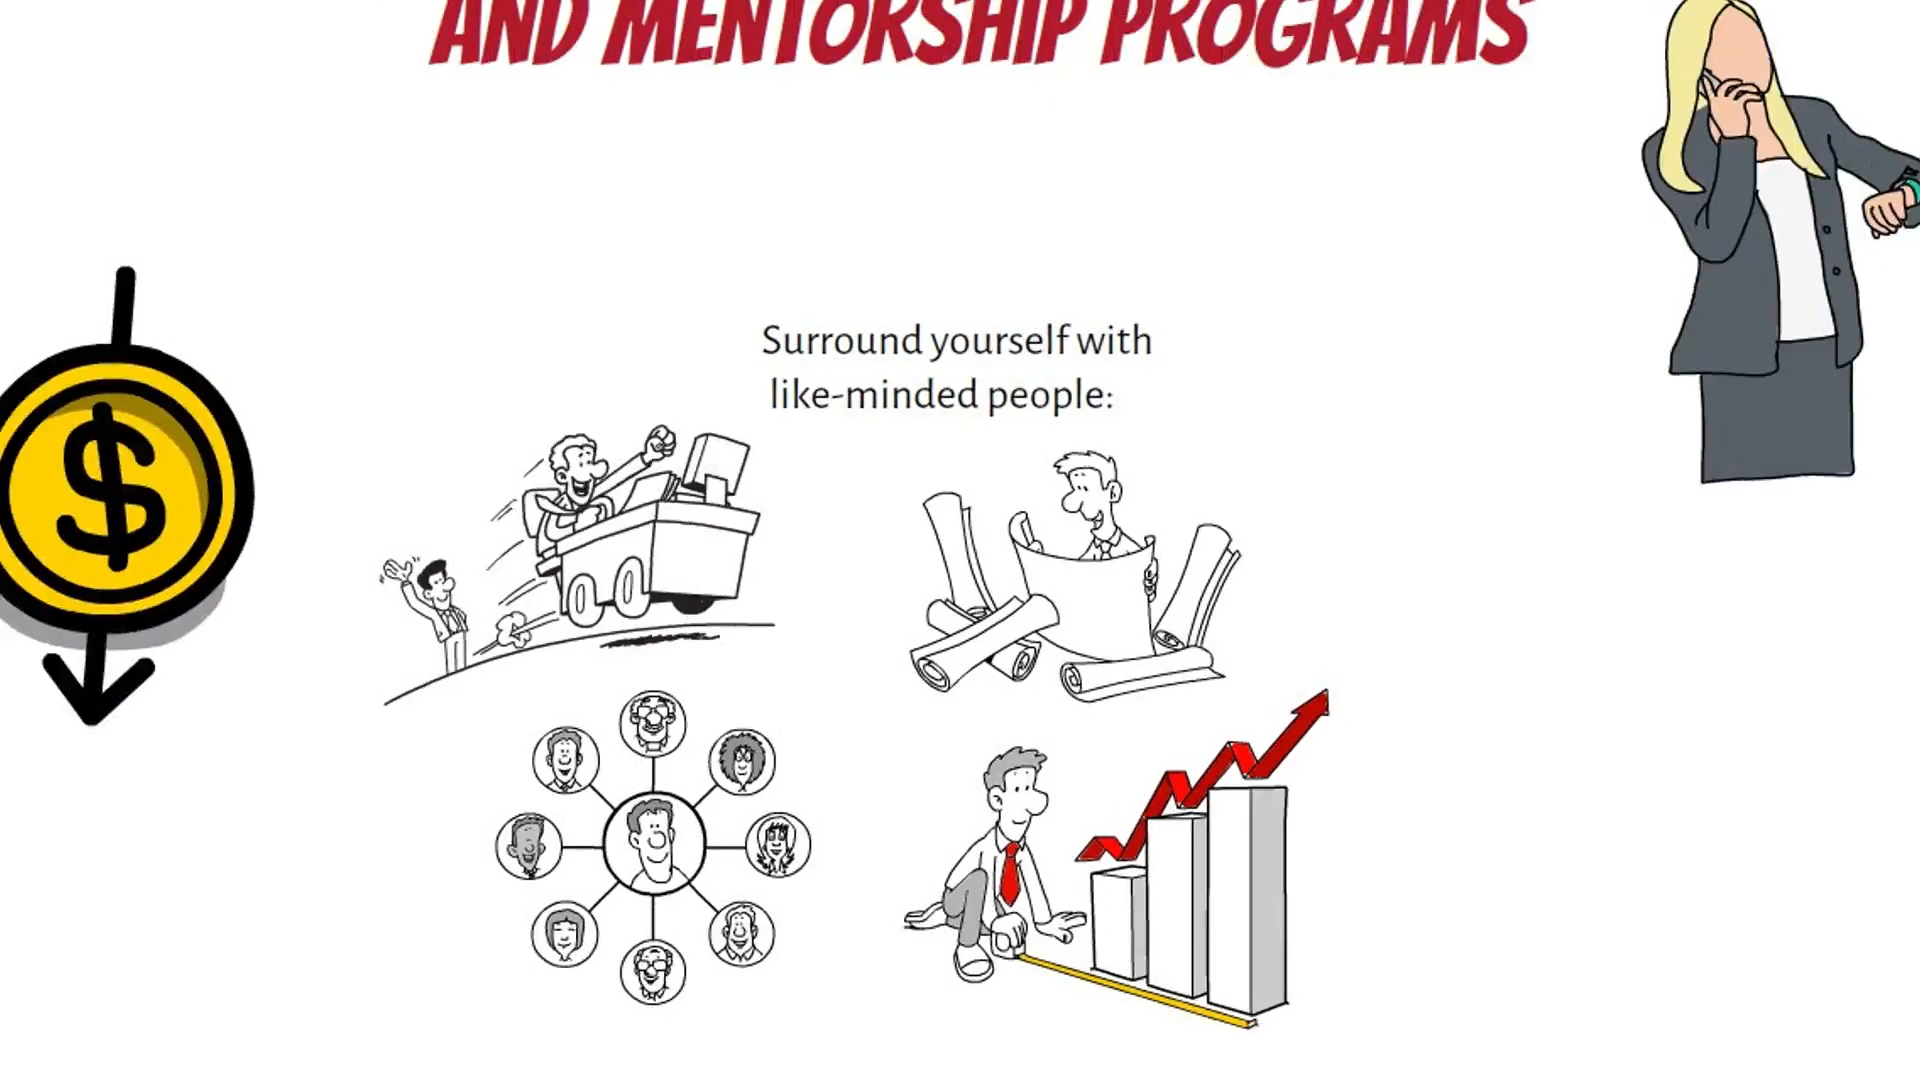 AND MENTORSHIP PROGRAMS
Surround yourself with
like-minded people:
$